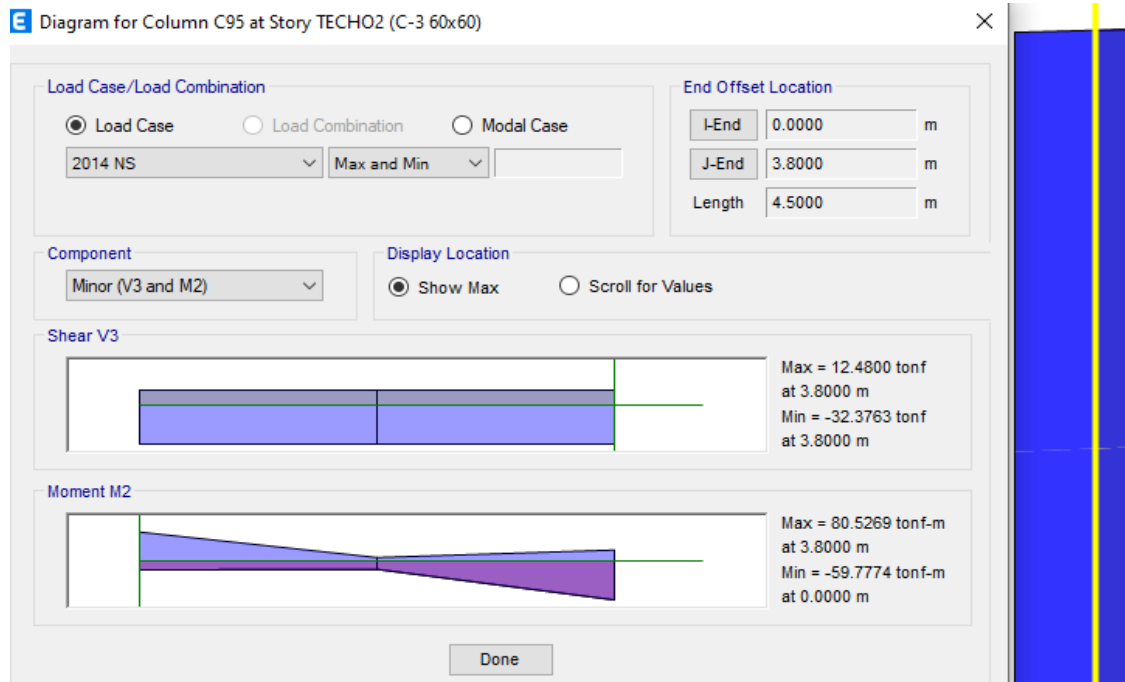 E Diagram for Column C95 at Story TECHO2 (C-3 60x60)
Load Case/Load Combination
Load Case Load Combination Modal Case
2014 NS Max and Min
End Offset Location
I-End 0.0000 m
J-End 3.8000 m
Length 4.5000 m
Component
Minor (V3 and M2)
Display Location
Show Max Scroll for Values
Shear V3
Max = 12.4800 tonf
at 3.8000 m
Min = -32.3763 tonf
at 3.8000 m
Moment M2
Max = 80.5269 tonf-m
at 3.8000 m
Min = -59.7774 tonf-m
at 0.0000 m
Done